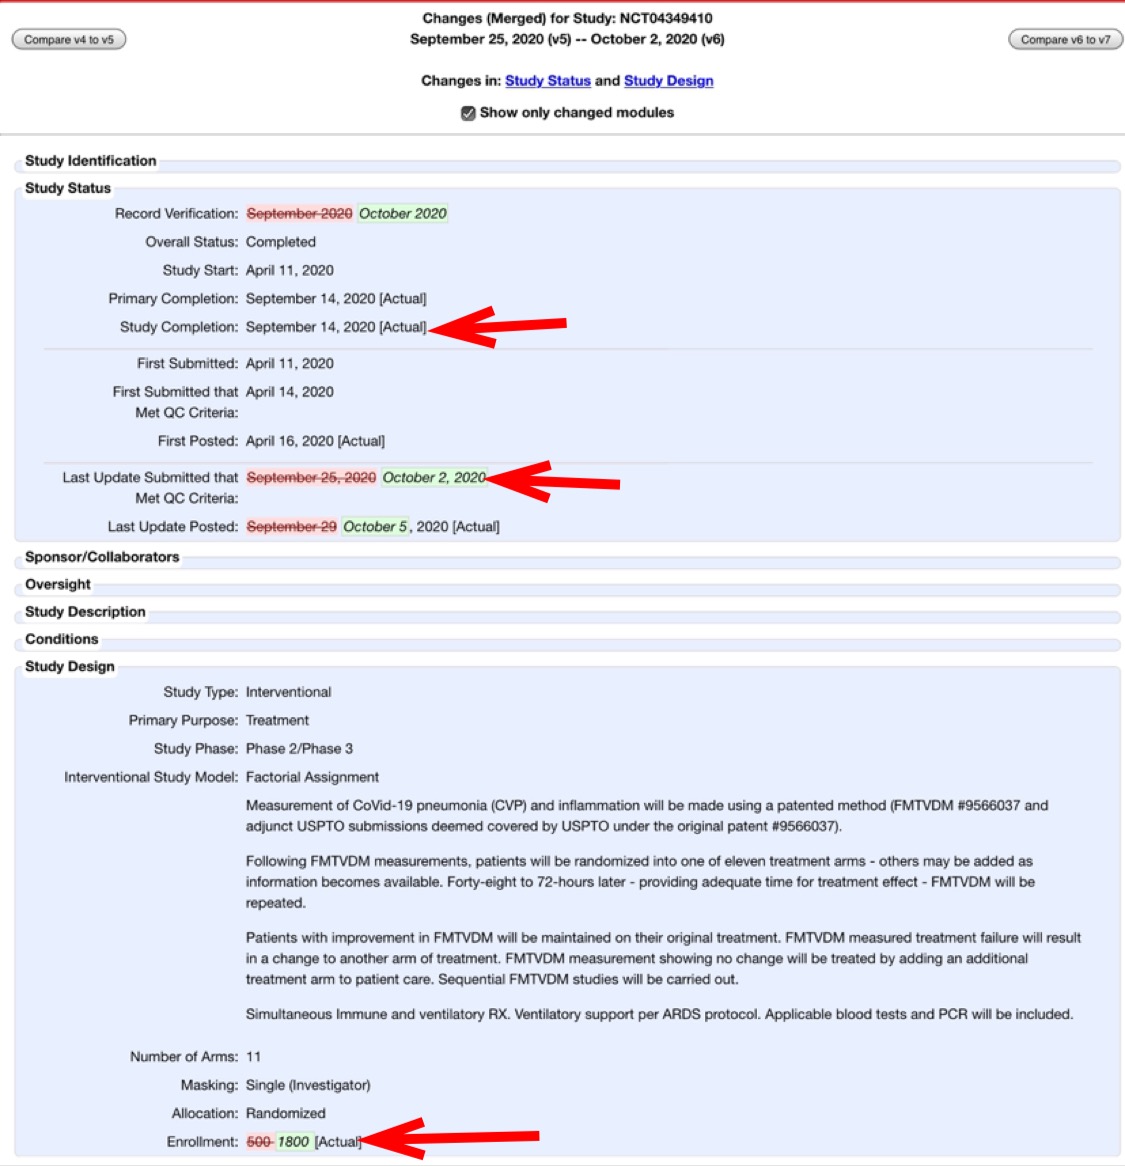 Changes (Merged) for Study: NCT04349410
Compare v4 to v5
September 25, 2020 (v5) -- October 2, 2020 (v6)
Compare v6 to v7
Changes in: Study Status and Study Design
Show only changed modules
Study Identification
Study Status
Record Verification: September 2020 October 2020
Overall Status: Completed
Study Start: April 11, 2020
Primary Completion: September 14, 2020 [Actual]
Study Completion: September 14, 2020 [Actual]
First Submitted: April 11, 2020
First Submitted that April 14, 2020
Met QC Criteria:
First Posted: April 16, 2020 [Actual]
Last Update Submitted that September 25, 2020 October 2, 2020
Met QC Criteria:
Last Update Posted: September 29 October 5, 2020 [Actual]
Sponsor/Collaborators
Oversight
Study Description
Conditions
Study Design
Study Type: Interventional
Primary Purpose: Treatment
Study Phase: Phase 2/Phase 3
Interventional Study Model: Factorial Assignment
Measurement of CoVid-19 pneumonia (CVP) and inflammation will be made using a patented method (FMTVDM #9566037 and
adjunct USPTO submissions deemed covered by USPTO under the original patent #9566037).
Following FMTVDM measurements, patients will be randomized into one of eleven treatment arms - others may be added as
information becomes available. Forty-eight to 72-hours later - providing adequate time for treatment effect - FMTVDM will be
repeated.
Patients with improvement in FMTVDM will be maintained on their original treatment. FMTVDM measured treatment failure will result
in a change to another arm of treatment. FMTVDM measurement showing no change will be treated by adding an additional
treatment arm to patient care. Sequential FMTVDM studies will be carried out.
Simultaneous Immune and ventilatory RX. Ventilatory support per ARDS protocol. Applicable blood tests and PCR will be included.
Number of Arms: 11
Masking: Single (Investigator)
Allocation: Randomized
Enrollment: 500 1800 [Actual]